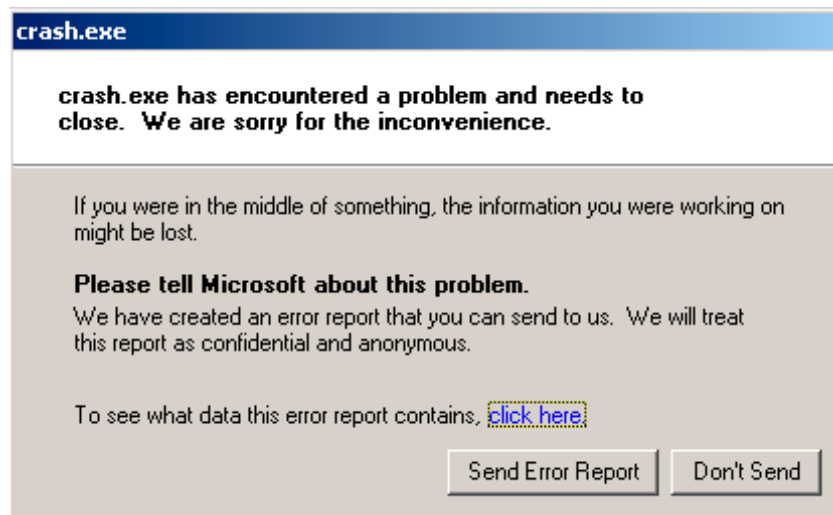 crash.exe
crash.exe has encountered a problem and needs to
close.  We are sorry for the inconvenience.
If you were in the middle of something, the information you were working on
might be lost.
Please tell Microsoft about this problem.
We have created an error report that you can send to us.  We will treat
this report as confidential and anonymous.
To see what data this error report contains, click here.
Send Error Report
Don't Send